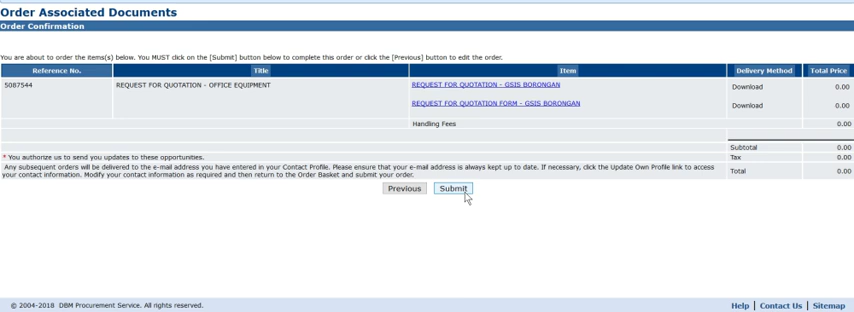 Order Associated Documents
Order Confirmation
You are about to order the items(s) below. You MUST click on the [Submit] button below to complete this order or click the [Previous] button to edit the order.
Reference No. Title Item Delivery Method Total Price
5087544 REQUEST FOR QUOTATION - OFFICE EQUIPMENT REQUEST FOR QUOTATION - GSIS BORONGAN Download 0.00
REQUEST FOR QUOTATION FORM - GSIS BORONGAN Download 0.00
Handling Fees 0.00
Subtotal 0.00
* You authorize us to send you updates to these opportunities. Tax 0.00
Any subsequent orders will be delivered to the e-mail address you have entered in your Contact Profile. Please ensure that your e-mail address is always kept up to date. If necessary, click the Update Own Profile link to access
your contact information. Modify your contact information as required and then return to the Order Basket and submit your order. Total 0.00
Previous Submit
© 2004-2018 DBM Procurement Service. All rights reserved. Help | Contact Us | Sitemap